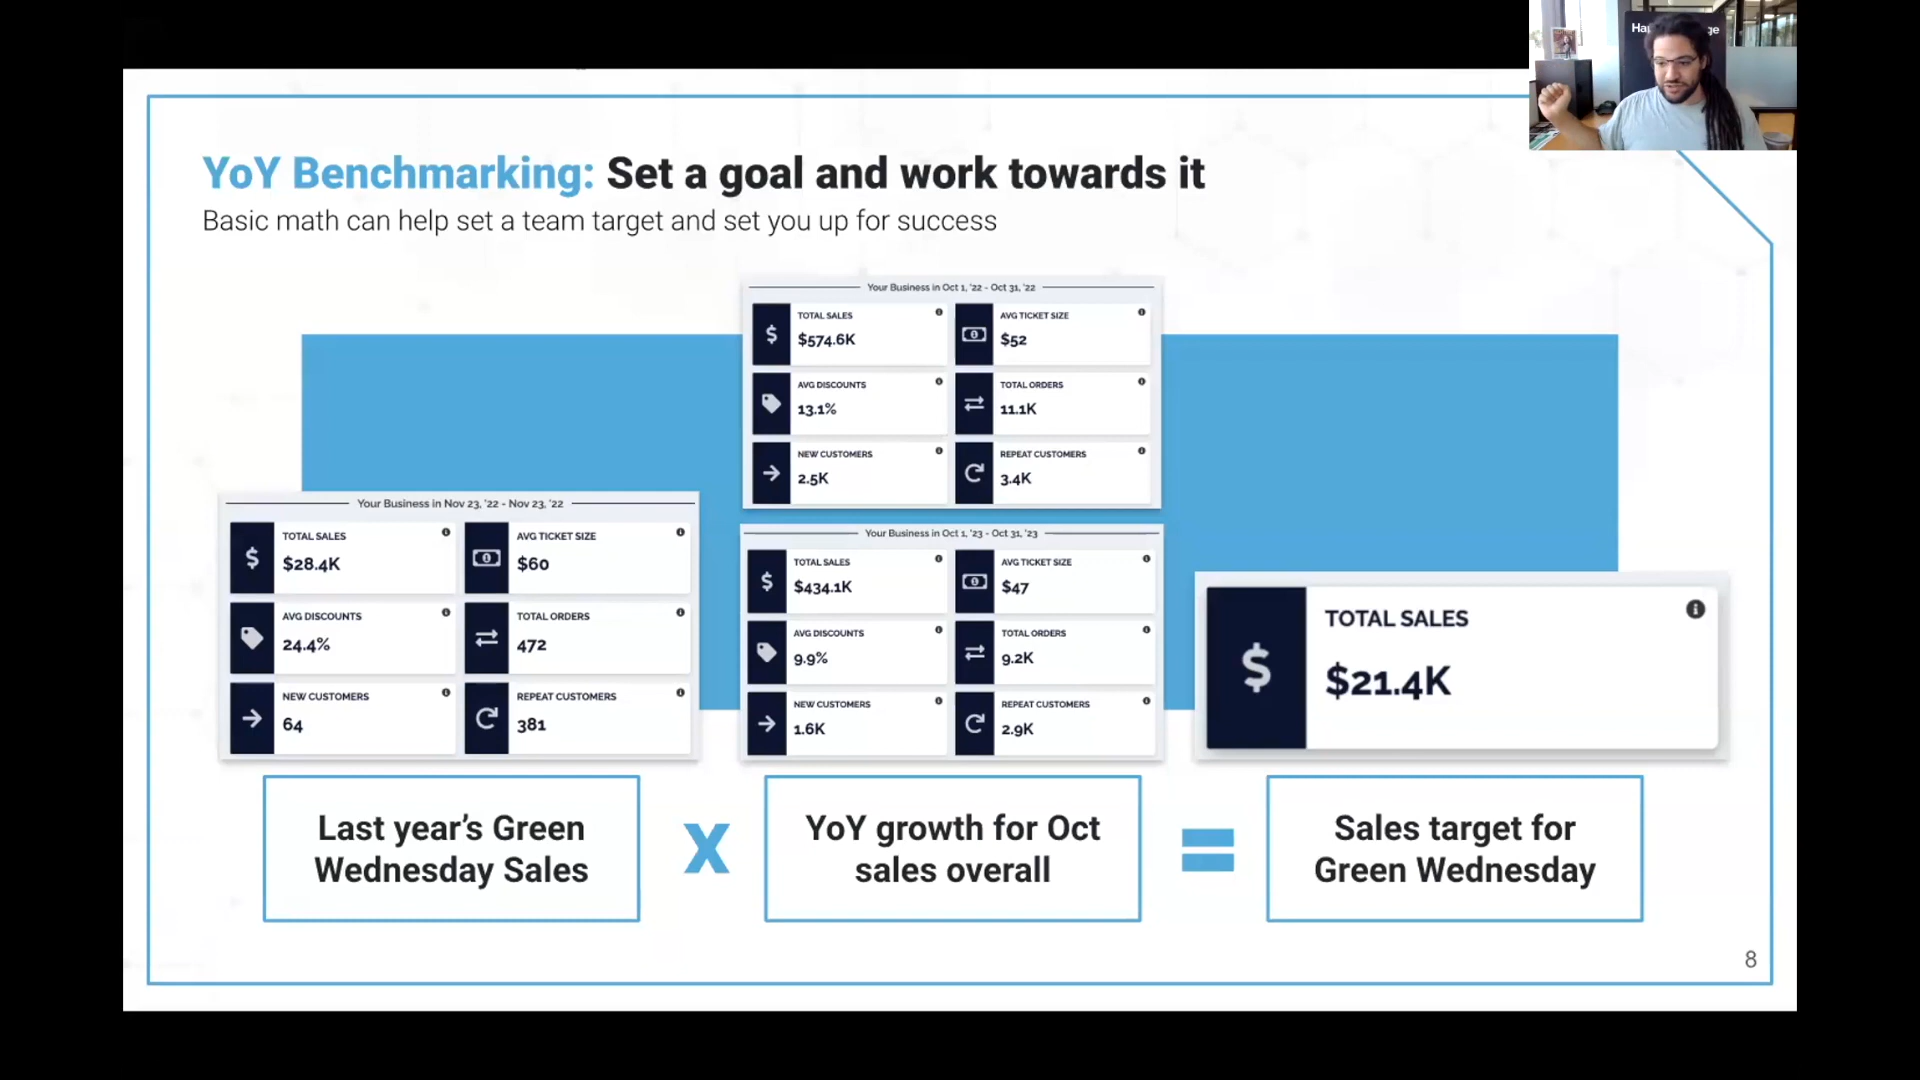 YoY Benchmarking: Set a goal and work towards it
Basic math can help set a team target and set you up for success
Your Business in Oct 1, '22 - Oct 31, '22
TOTAL SALES
$574.6K
AVG TICKET SIZE
$52
AVG DISCOUNTS
13.1%
TOTAL ORDERS
11.1K
NEW CUSTOMERS
2.5K
REPEAT CUSTOMERS
3.4K
Your Business in Nov 23, '22 - Nov 23, '22
TOTAL SALES
$28.4K
AVG TICKET SIZE
$60
AVG DISCOUNTS
24.4%
TOTAL ORDERS
472
NEW CUSTOMERS
64
REPEAT CUSTOMERS
381
Your Business in Oct 1, '23 - Oct 31, '23
TOTAL SALES
$434.1K
AVG TICKET SIZE
$47
AVG DISCOUNTS
9.9%
TOTAL ORDERS
9.2K
NEW CUSTOMERS
1.6K
REPEAT CUSTOMERS
2.9K
TOTAL SALES
$21.4K
Last year's Green
Wednesday Sales
X
YoY growth for Oct
sales overall
=
Sales target for
Green Wednesday
8